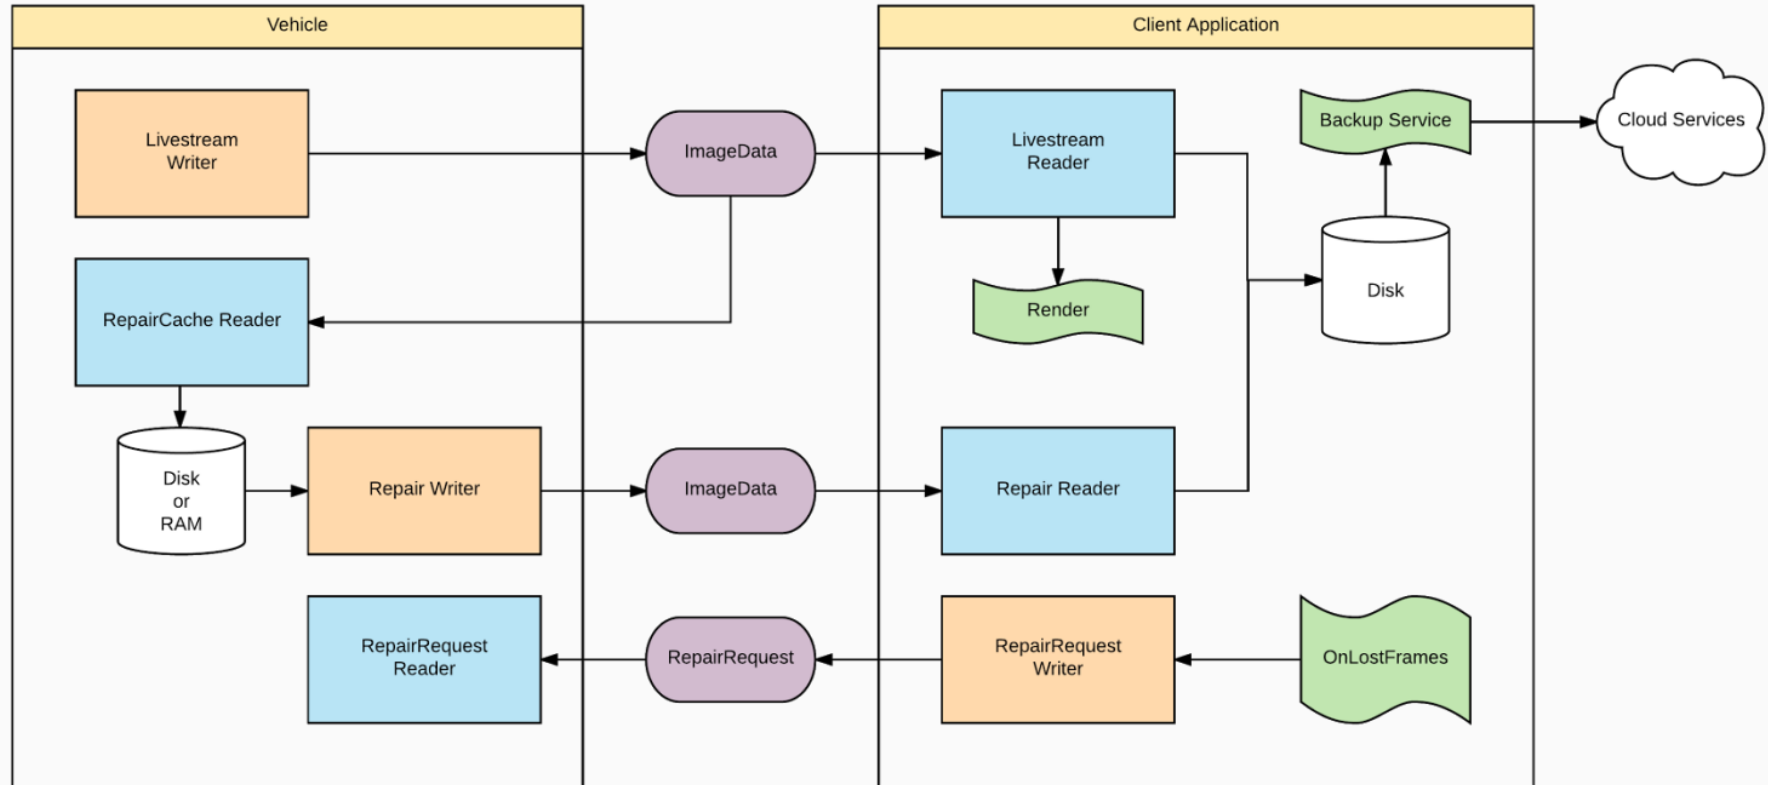 Vehicle
Client Application
Livestream
Writer
ImageData
Livestream
Reader
Backup Service
Cloud Services
RepairCache Reader
Render
Disk
Disk
or
RAM
Repair Writer
ImageData
Repair Reader
RepairRequest
Reader
RepairRequest
RepairRequest
Writer
OnLostFrames